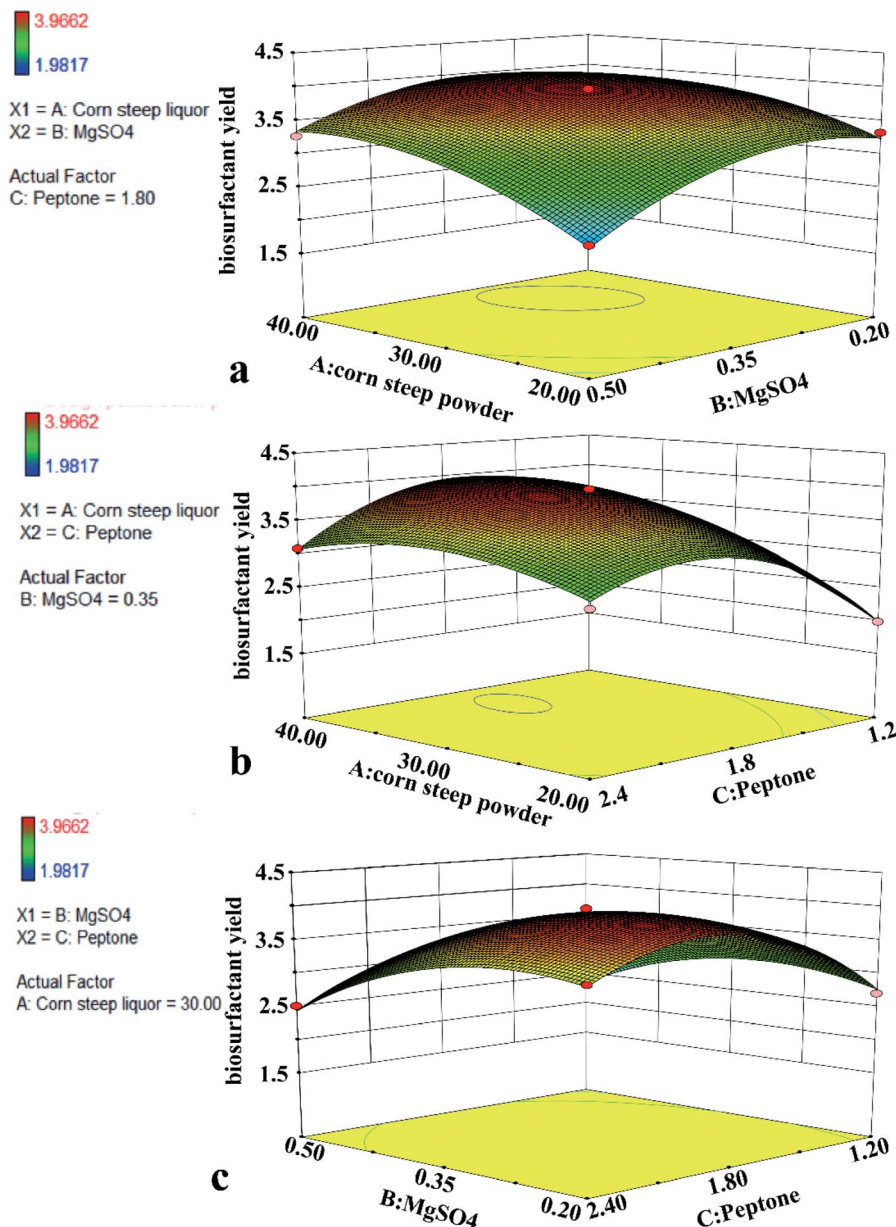 3.9662
1.9817
X1 = A: Corn steep liquor
X2 = B: MgSO4
Actual Factor
C: Peptone = 1.80
biosurfactant yield
4.5
3.5
2.5
1.5
40.00
30.00
20.00
A:corn steep powder
0.50
0.35
0.20
B:MgSO4
a
3.9662
1.9817
X1 = A: Corn steep liquor
X2 = C: Peptone
Actual Factor
B: MgSO4 = 0.35
biosurfactant yield
4.5
3.5
2.5
1.5
40.00
30.00
20.00
A:corn steep powder
2.4
1.8
1.2
C:Peptone
b
3.9662
1.9817
X1 = B: MgSO4
X2 = C: Peptone
Actual Factor
A: Corn steep liquor = 30.00
biosurfactant yield
4.5
3.5
2.5
1.5
0.50
0.35
0.20
B:MgSO4
2.40
1.80
1.20
C:Peptone
c